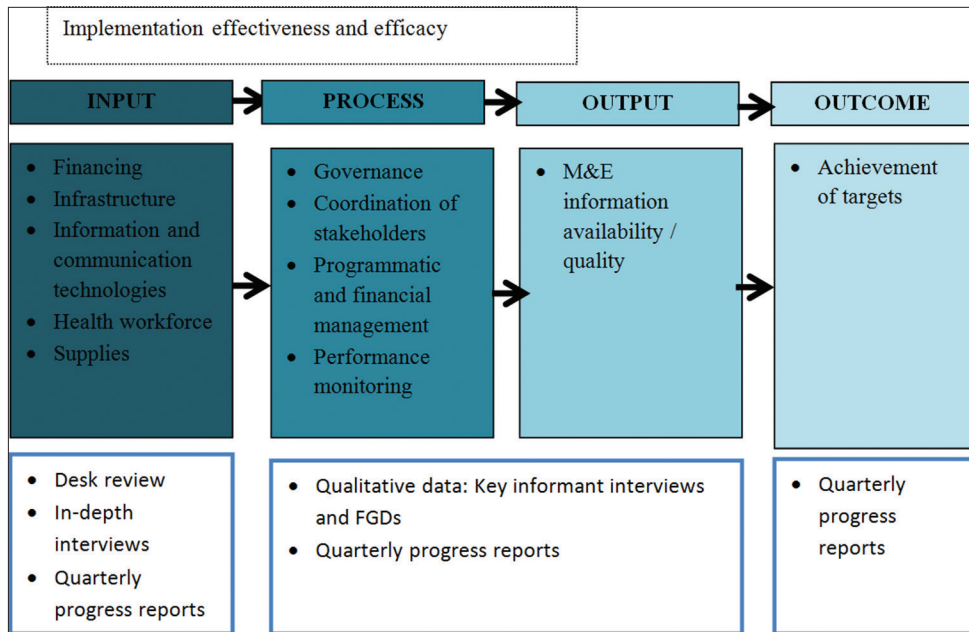 Implementation effectiveness and efficacy
INPUT
PROCESS
OUTPUT
OUTCOME
• Financing
• Infrastructure
• Information and
communication
technologies
• Health workforce
• Supplies
• Governance
• Coordination of
stakeholders
• Programmatic
and financial
management
• Performance
monitoring
• M&E
information
availability /
quality
• Achievement
of targets
• Desk review
• In-depth
interviews
• Quarterly
progress reports
• Qualitative data: Key informant interviews
and FGDs
• Quarterly progress reports
• Quarterly
progress
reports